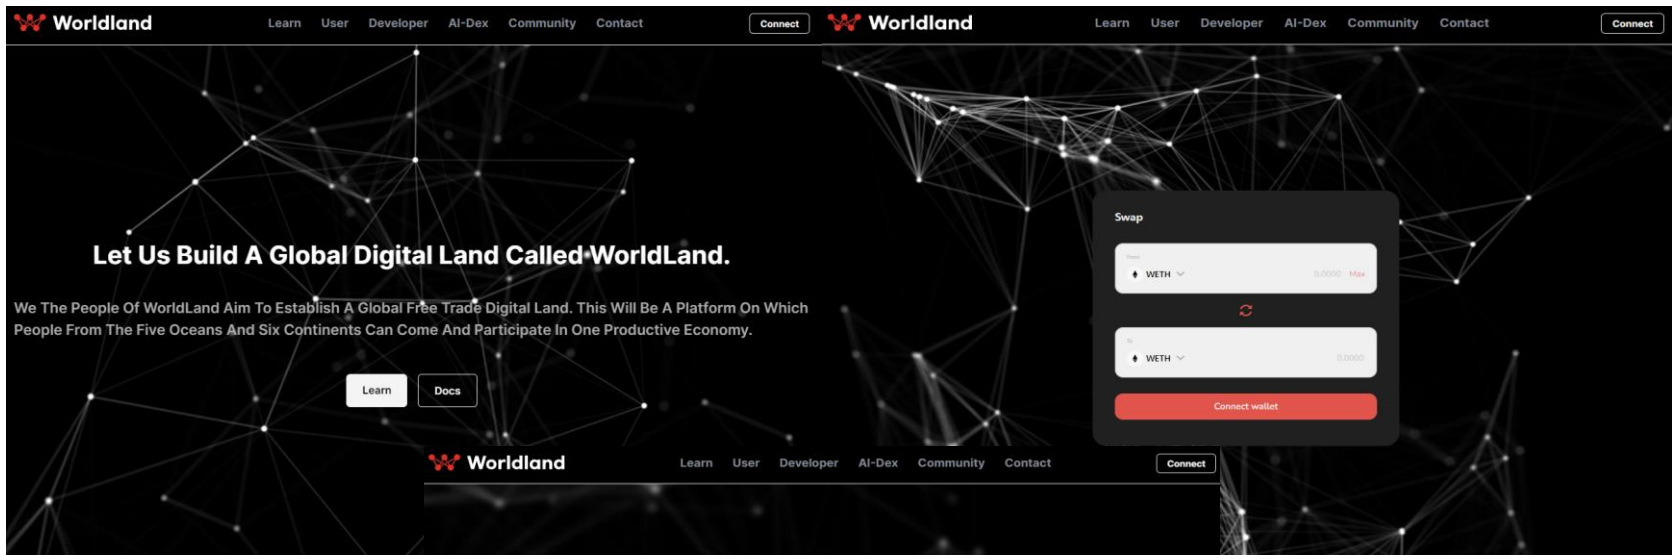 Worldland
Learn User Developer AI-Dex Community Contact
Connect
Let Us Build A Global Digital Land Called WorldLand.
We The People Of WorldLand Aim To Establish A Global Free Trade Digital Land. This Will Be A Platform On Which
People From The Five Oceans And Six Continents Can Come And Participate In One Productive Economy.
Learn Docs
Worldland
Learn User Developer AI-Dex Community Contact
Connect
Swap
From
WETH 0.0000 Max
To
WETH 0.0000
Connect wallet
Worldland
Learn User Developer AI-Dex Community Contact
Connect